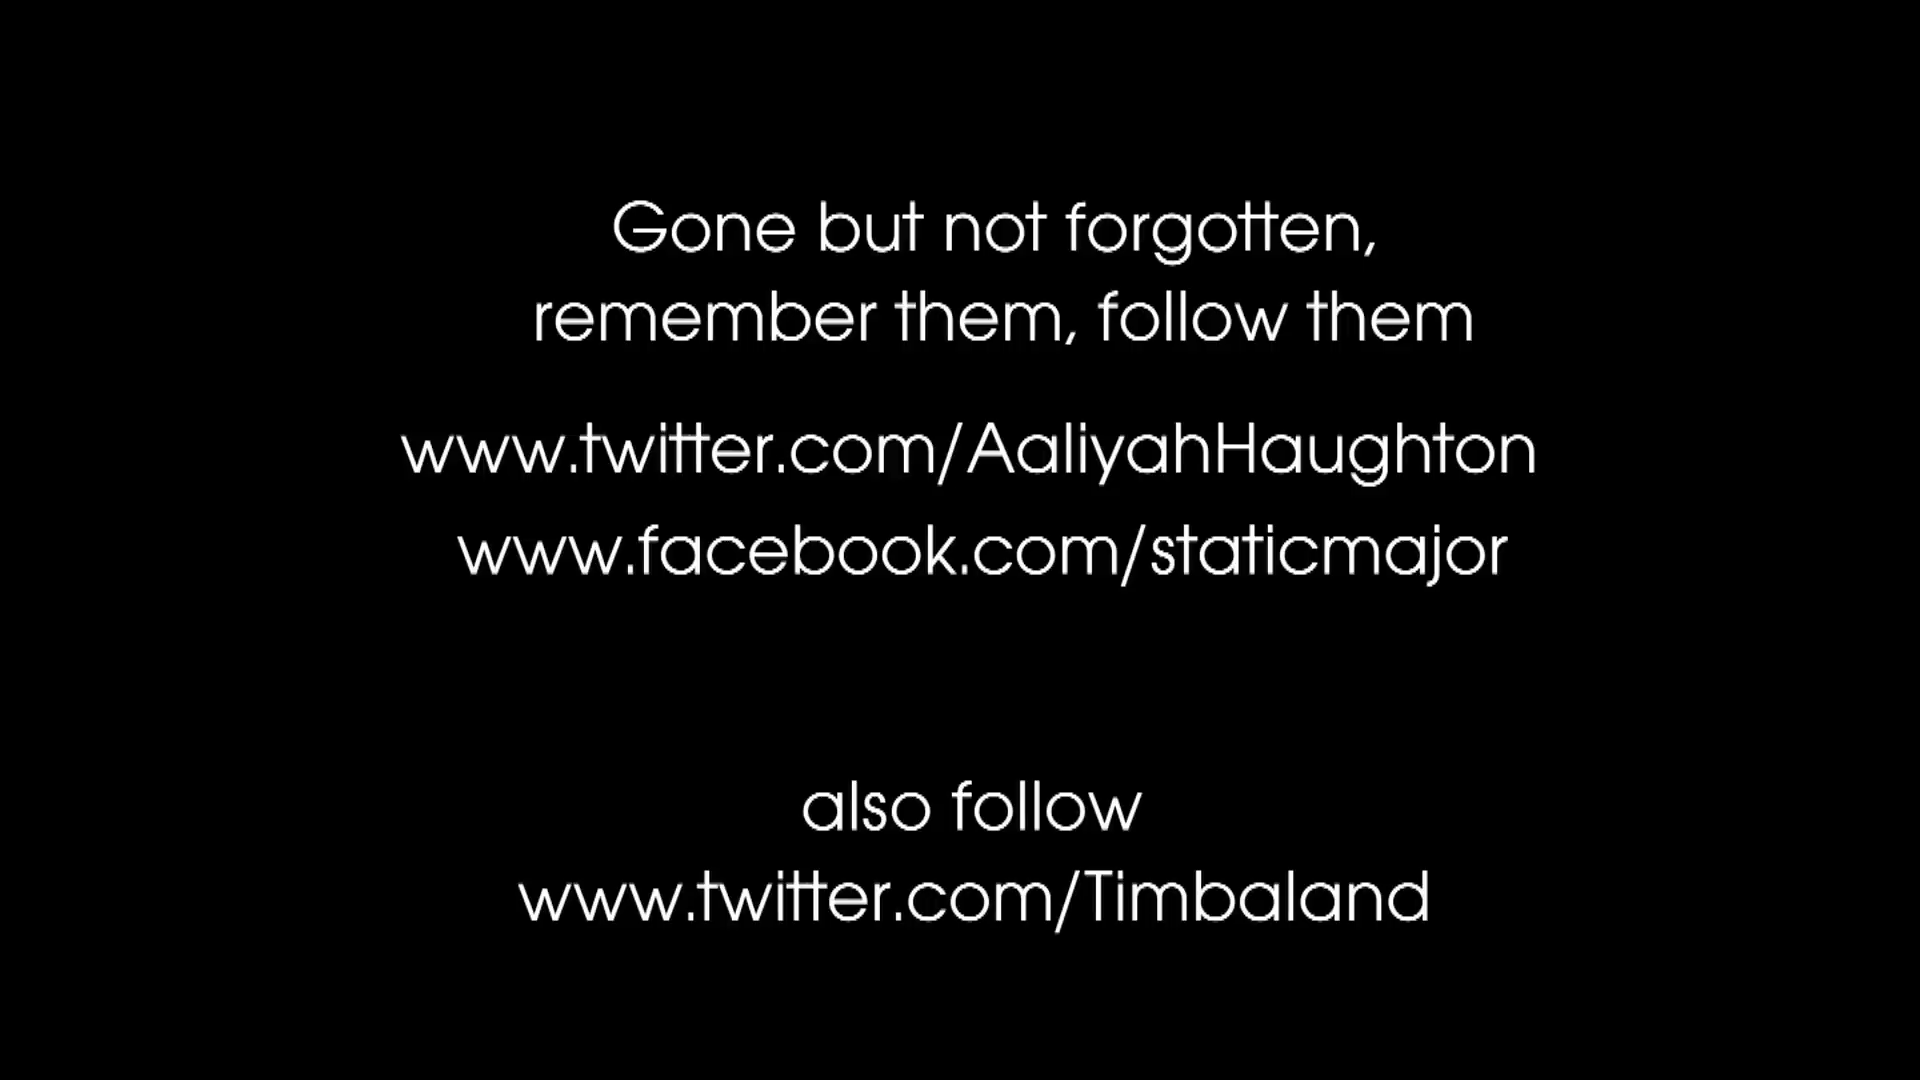 Gone but not forgotten,
remember them, follow them
www.twitter.com/AaliyahHaughton
www.facebook.com/staticmajor
also follow
www.twitter.com/Timbaland